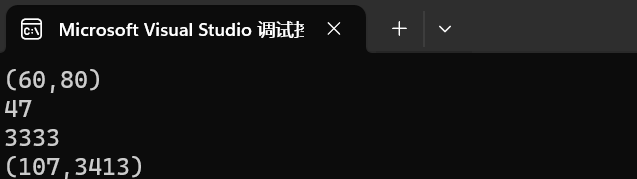 Microsoft Visual Studio 调试
(60,80)
47
3333
(107,3413)